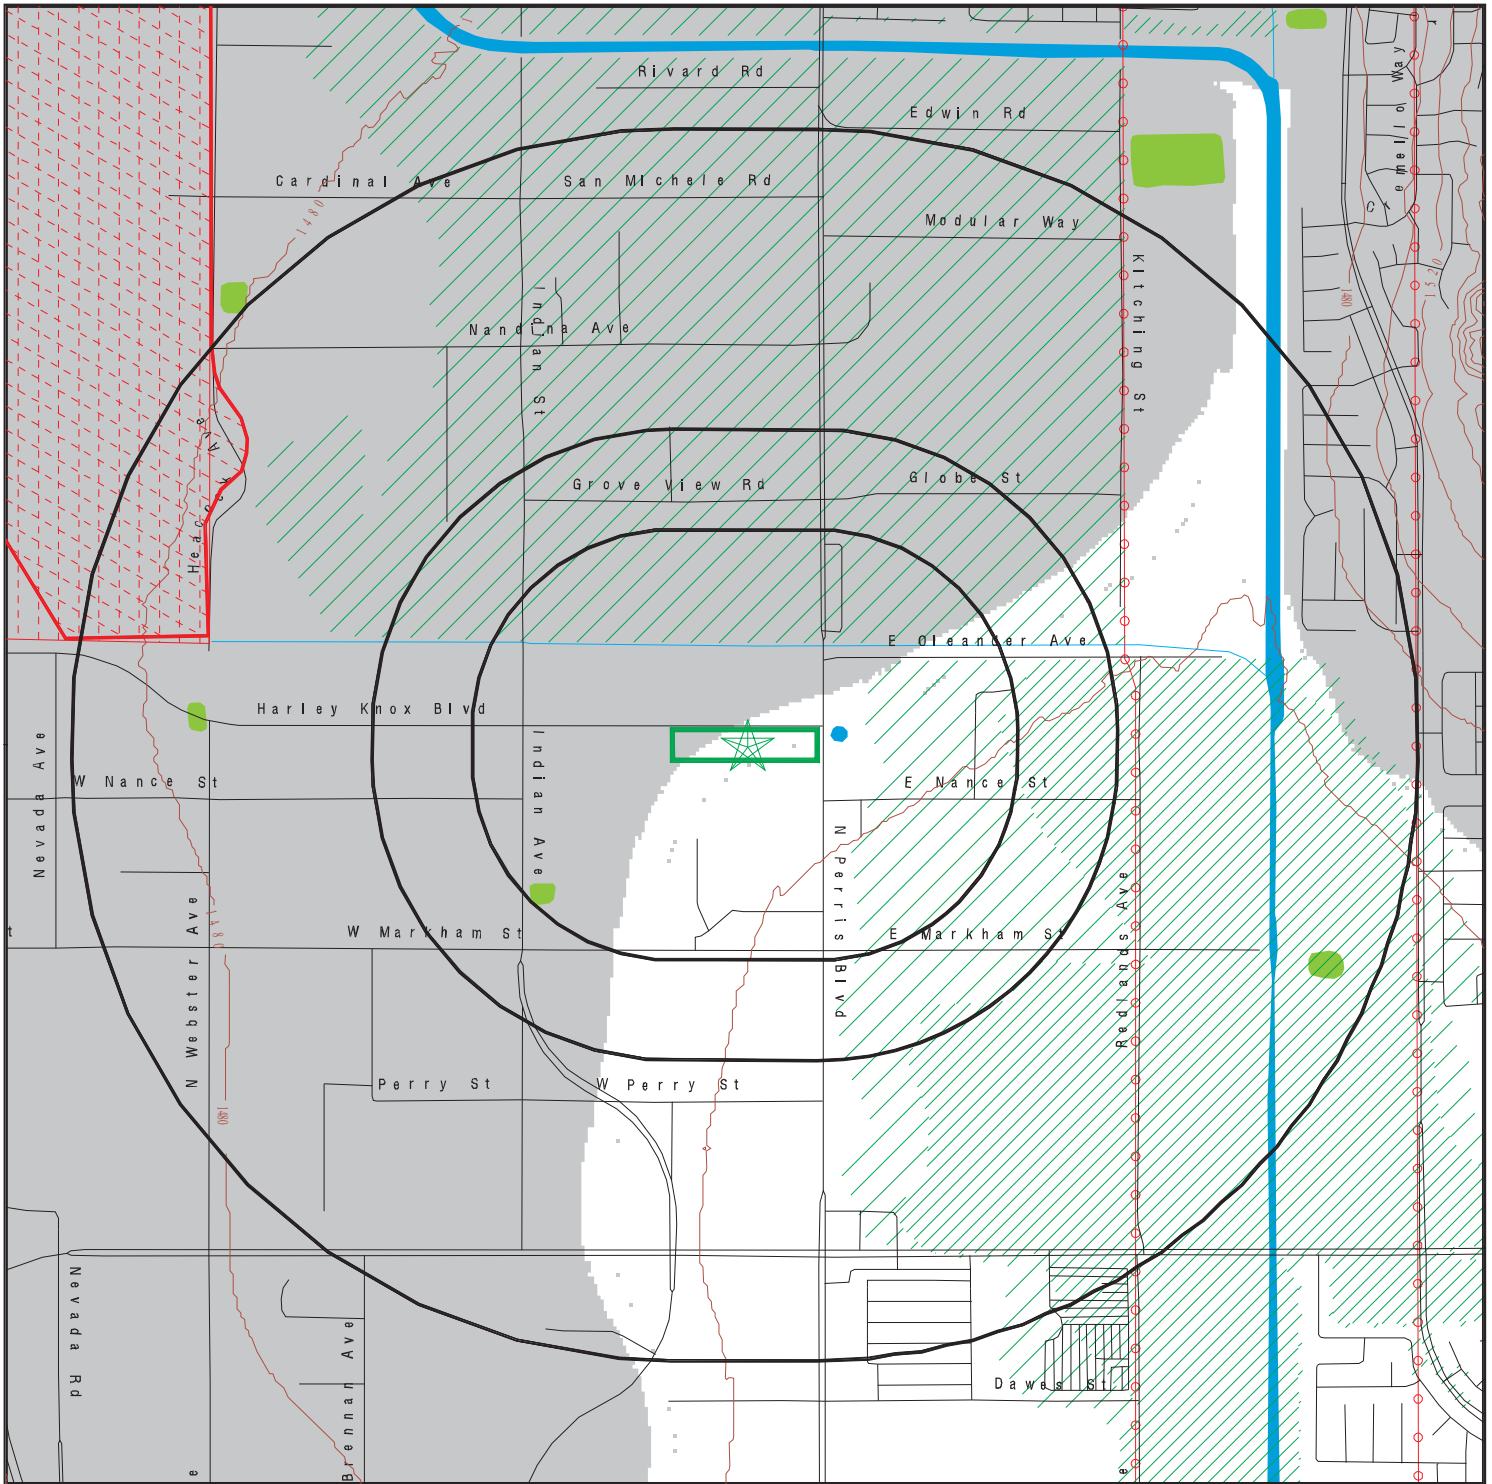 Rivard Rd
Edwin Rd
Cardinal Ave
San Michele Rd
Modular Way
1480
1520
1480
Kitching St
Indian St
Nandina Ave
Heacock Ave
Grove View Rd
Globe St
E Oleander Ave
Harley Knox Blvd
Nevada Ave
W Nance St
Indian Ave
E Nance St
N Perris Blvd
W Markham St
E Markham St
t
N Webster Ave
1480
Redlands Ave
Perry St
W Perry St
1480
Nevada Rd
Brennan Ave
Dawes St
e
e